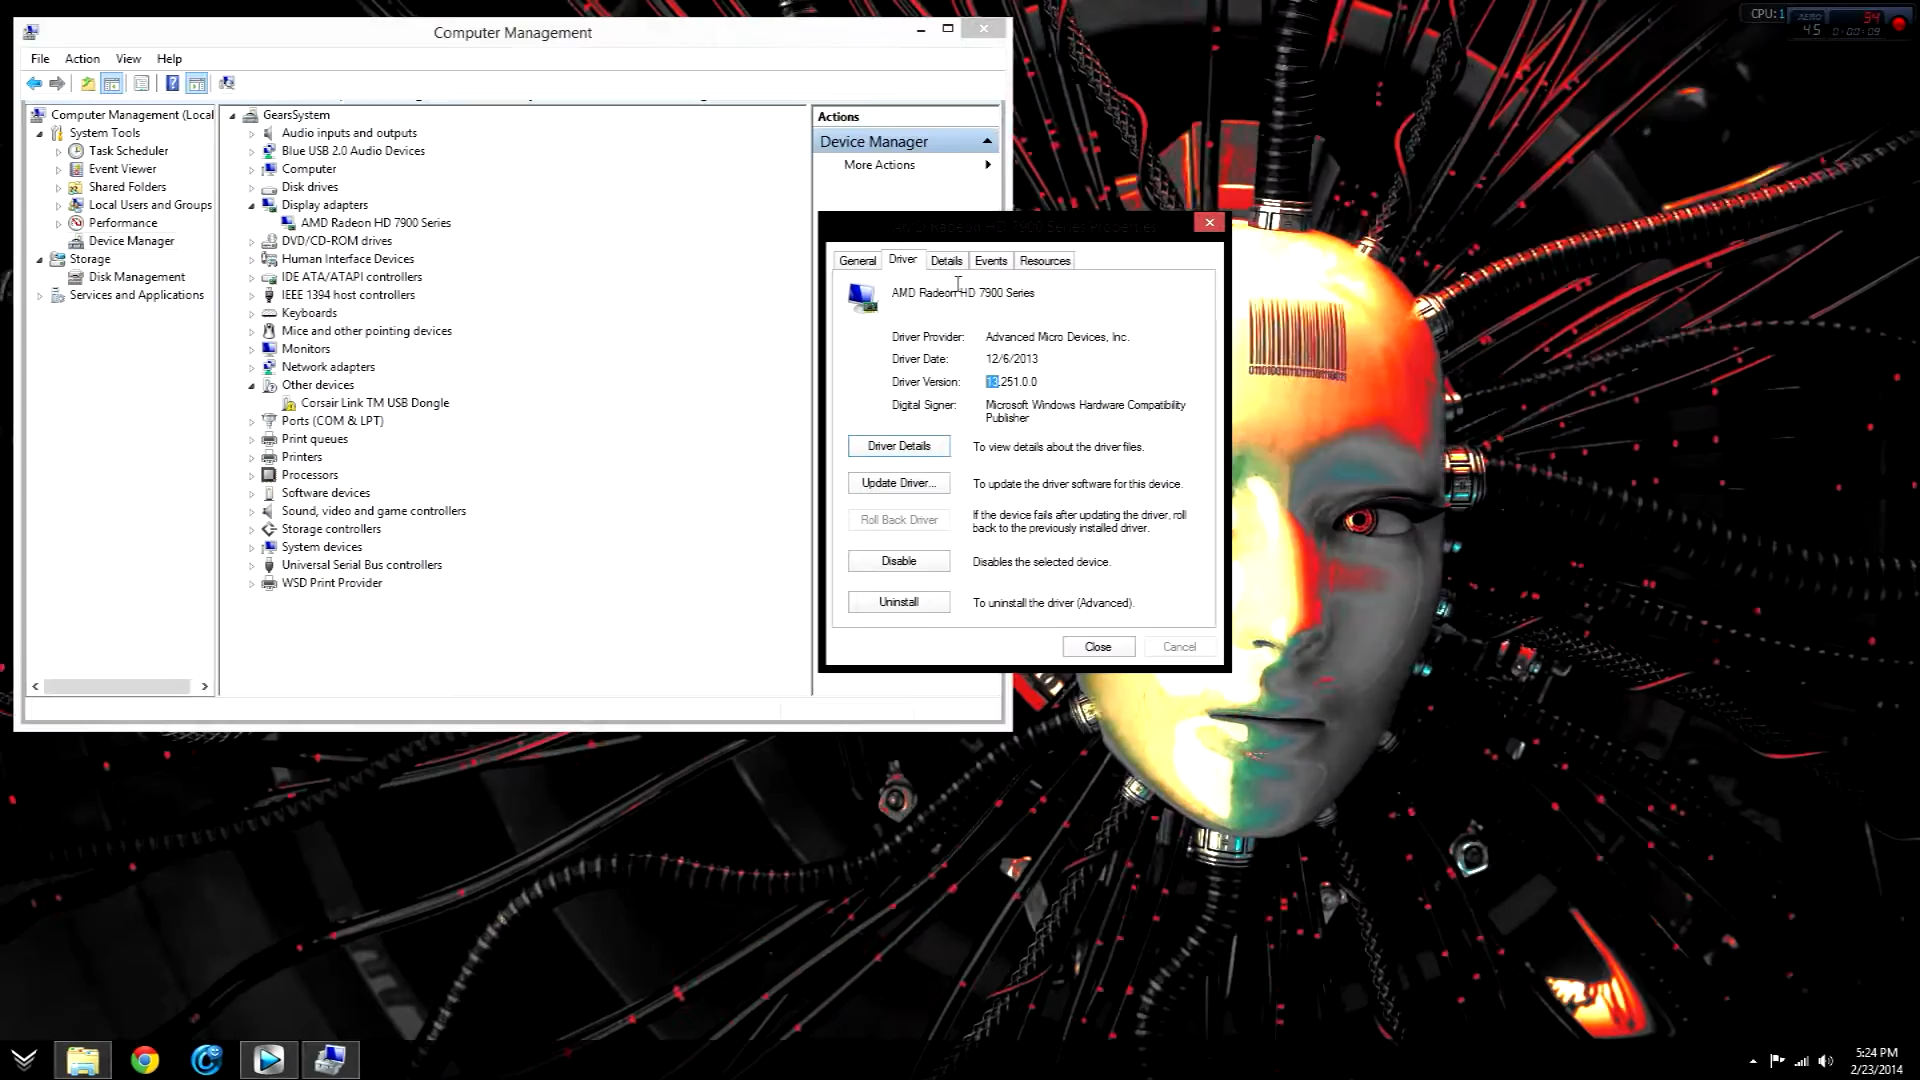 Computer Management
File Action View Help
Computer Management (Local
System Tools
Task Scheduler
Event Viewer
Shared Folders
Local Users and Groups
Performance
Device Manager
Storage
Disk Management
Services and Applications
GearsSystem
Audio inputs and outputs
Blue USB 2.0 Audio Devices
Computer
Disk drives
Display adapters
AMD Radeon HD 7900 Series
DVD/CD-ROM drives
Human Interface Devices
IDE ATA/ATAPI controllers
IEEE 1394 host controllers
Keyboards
Mice and other pointing devices
Monitors
Network adapters
Other devices
Corsair Link TM USB Dongle
Ports (COM & LPT)
Print queues
Printers
Processors
Software devices
Sound, video and game controllers
Storage controllers
System devices
Universal Serial Bus controllers
WSD Print Provider
Actions
Device Manager
More Actions
AMD Radeon HD 7900 Series Properties
General Driver Details Events Resources
AMD Radeon HD 7900 Series
Driver Provider: Advanced Micro Devices, Inc.
Driver Date: 12/6/2013
Driver Version: 13.251.0.0
Digital Signer: Microsoft Windows Hardware Compatibility
Publisher
Driver Details To view details about the driver files.
Update Driver... To update the driver software for this device.
Roll Back Driver If the device fails after updating the driver, roll
back to the previously installed driver.
Disable Disables the selected device.
Uninstall To uninstall the driver (Advanced).
Close Cancel
CPU: 1
94
45 0:00:09
5:24 PM
2/23/2014